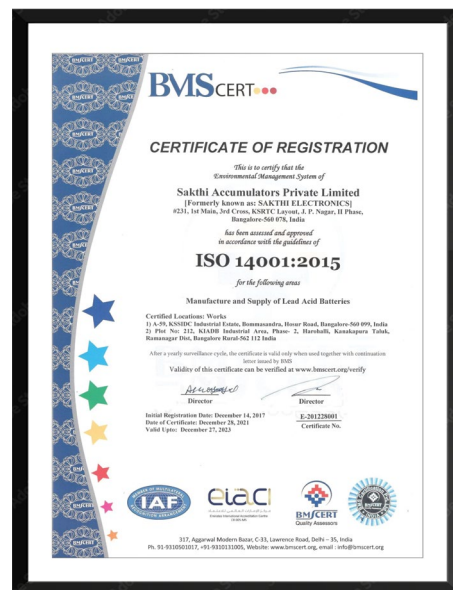 BMSCERT
CERTIFICATE OF REGISTRATION
This is to certify that the
Environmental Management System of
Sakthi Accumulators Private Limited
[Formerly known as: SAKTHI ELECTRONICS]
#231, 1st Main, 3rd Cross, KSRTC Layout, J. P. Nagar, II Phase,
Bangalore-560 078, India
has been assessed and approved
in accordance with the guidelines of
ISO 14001:2015
for the following areas
Manufacture and Supply of Lead Acid Batteries
Certified Locations: Works
1) A-59, KSSIDC Industrial Estate, Bommasandra, Hosur Road, Bangalore-560 099, India
2) Plot No: 212, KIADB Industrial Area, Phase- 2, Harohalli, Kanakapura Taluk,
Ramanagar Dist, Bangalore Rural-562 112 India
After a yearly surveillance cycle, the certificate is valid only when used together with continuation
letter issued by BMS
Validity of this certificate can be verified at www.bmscert.org/verify
Director
Director
Initial Registration Date: December 14, 2017
Date of Certificate: December 28, 2021
Valid Upto: December 27, 2023
E-201228001
Certificate No.
IAF
eiaci
BMSCERT
Quality Assessors
317, Aggarwal Modern Bazar, C-33, Lawrence Road, Delhi – 35, India
Ph. 91-9310501017, +91-9310131005, Website: www.bmscert.org, email : info@bmscert.org